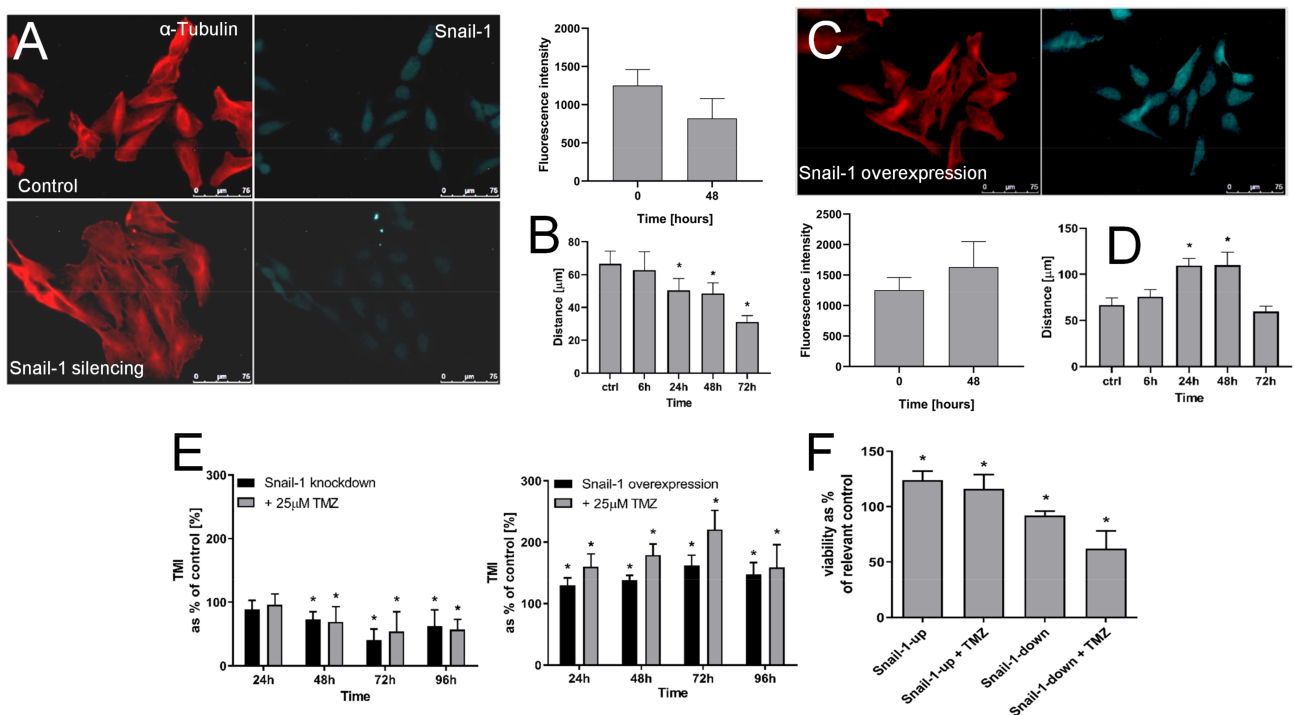 A
α-Tubulin
Snail-1
Control
0 µm 75
0 µm 75
Snail-1 silencing
0 µm 75
0 µm 75
Fluorescence intensity
2000
1500
1000
500
0
0 48
Time [hours]
B
Distance [µm]
80
60
40
20
0
* * *
ctrl 6h 24h 48h 72h
Time
C
Snail-1 overexpression
0 µm 75
0 µm 75
Fluorescence intensity
2500
2000
1500
1000
500
0
0 48
Time [hours]
D
Distance [µm]
150
100
50
0
* *
ctrl 6h 24h 48h 72h
Time
E
TMI
as % of control [%]
300
200
100
0
Snail-1 knockdown
+ 25µM TMZ
* * * * * *
24h 48h 72h 96h
Time
TMI
as % of control [%]
300
200
150
100
50
0
Snail-1 overexpression
+ 25µM TMZ
* * * * * * * *
24h 48h 72h 96h
Time
F
viability as %
of relevant control
150
100
50
0
* * * *
Snail-1-up
Snail-1-up + TMZ
Snail-1-down
Snail-1-down + TMZ